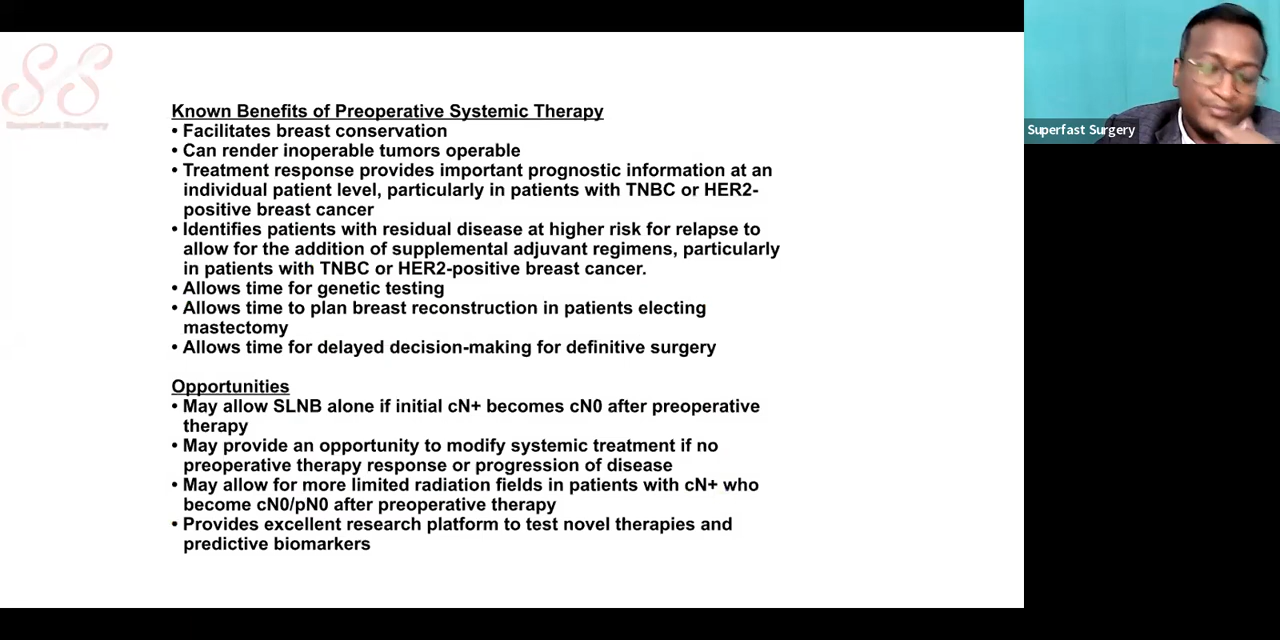 Known Benefits of Preoperative Systemic Therapy
• Facilitates breast conservation
• Can render inoperable tumors operable
• Treatment response provides important prognostic information at an
individual patient level, particularly in patients with TNBC or HER2-
positive breast cancer
• Identifies patients with residual disease at higher risk for relapse to
allow for the addition of supplemental adjuvant regimens, particularly
in patients with TNBC or HER2-positive breast cancer.
• Allows time for genetic testing
• Allows time to plan breast reconstruction in patients electing
mastectomy
• Allows time for delayed decision-making for definitive surgery
Opportunities
• May allow SLNB alone if initial cN+ becomes cN0 after preoperative
therapy
• May provide an opportunity to modify systemic treatment if no
preoperative therapy response or progression of disease
• May allow for more limited radiation fields in patients with cN+ who
become cN0/pN0 after preoperative therapy
• Provides excellent research platform to test novel therapies and
predictive biomarkers
SS
Superfast Surgery
Superfast Surgery